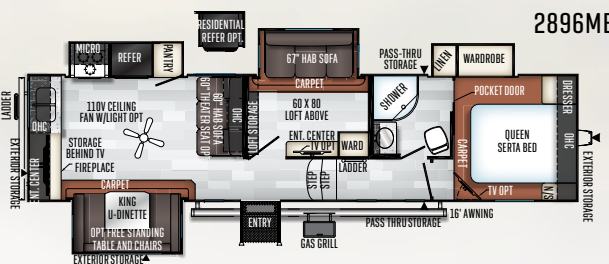 2896MB
RESIDENTIAL
REFER OPT.
MICRO
REFER
PANTRY
67" HAB SOFA
CARPET
PASS-THRU
STORAGE
LINEN
WARDROBE
LADDER
EXTERIOR STORAGE
OHC
ENT. CENTER
110V CEILING
FAN W/LIGHT OPT
STORAGE
BEHIND TV
FIREPLACE
CARPET
60" THEATER SEAT OPT
60" HAB SOFA
OHC
LOFT STORAGE
60 X 80
LOFT ABOVE
ENT. CENTER
TV OPT
WARD
LADDER
STEP
STEP
SHOWER
POCKET DOOR
CARPET
QUEEN
SERTA BED
DRESSER
OHC
N/S
TV OPT
EXTERIOR STORAGE
KING
U-DINETTE
OPT FREE STANDING
TABLE AND CHAIRS
EXTERIOR STORAGE
ENTRY
GAS GRILL
PASS THRU STORAGE
16' AWNING